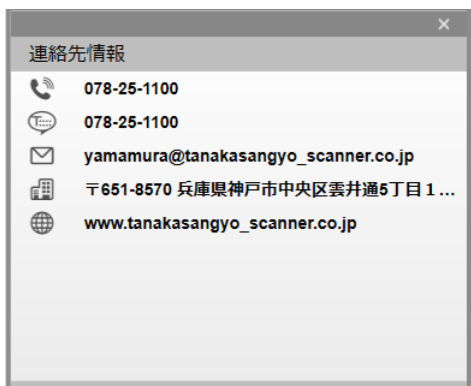 連絡先情報
078-25-1100
078-25-1100
yamamura@tanakasangyo_scanner.co.jp
〒651-8570 兵庫県神戸市中央区雲井通5丁目１...
www.tanakasangyo_scanner.co.jp